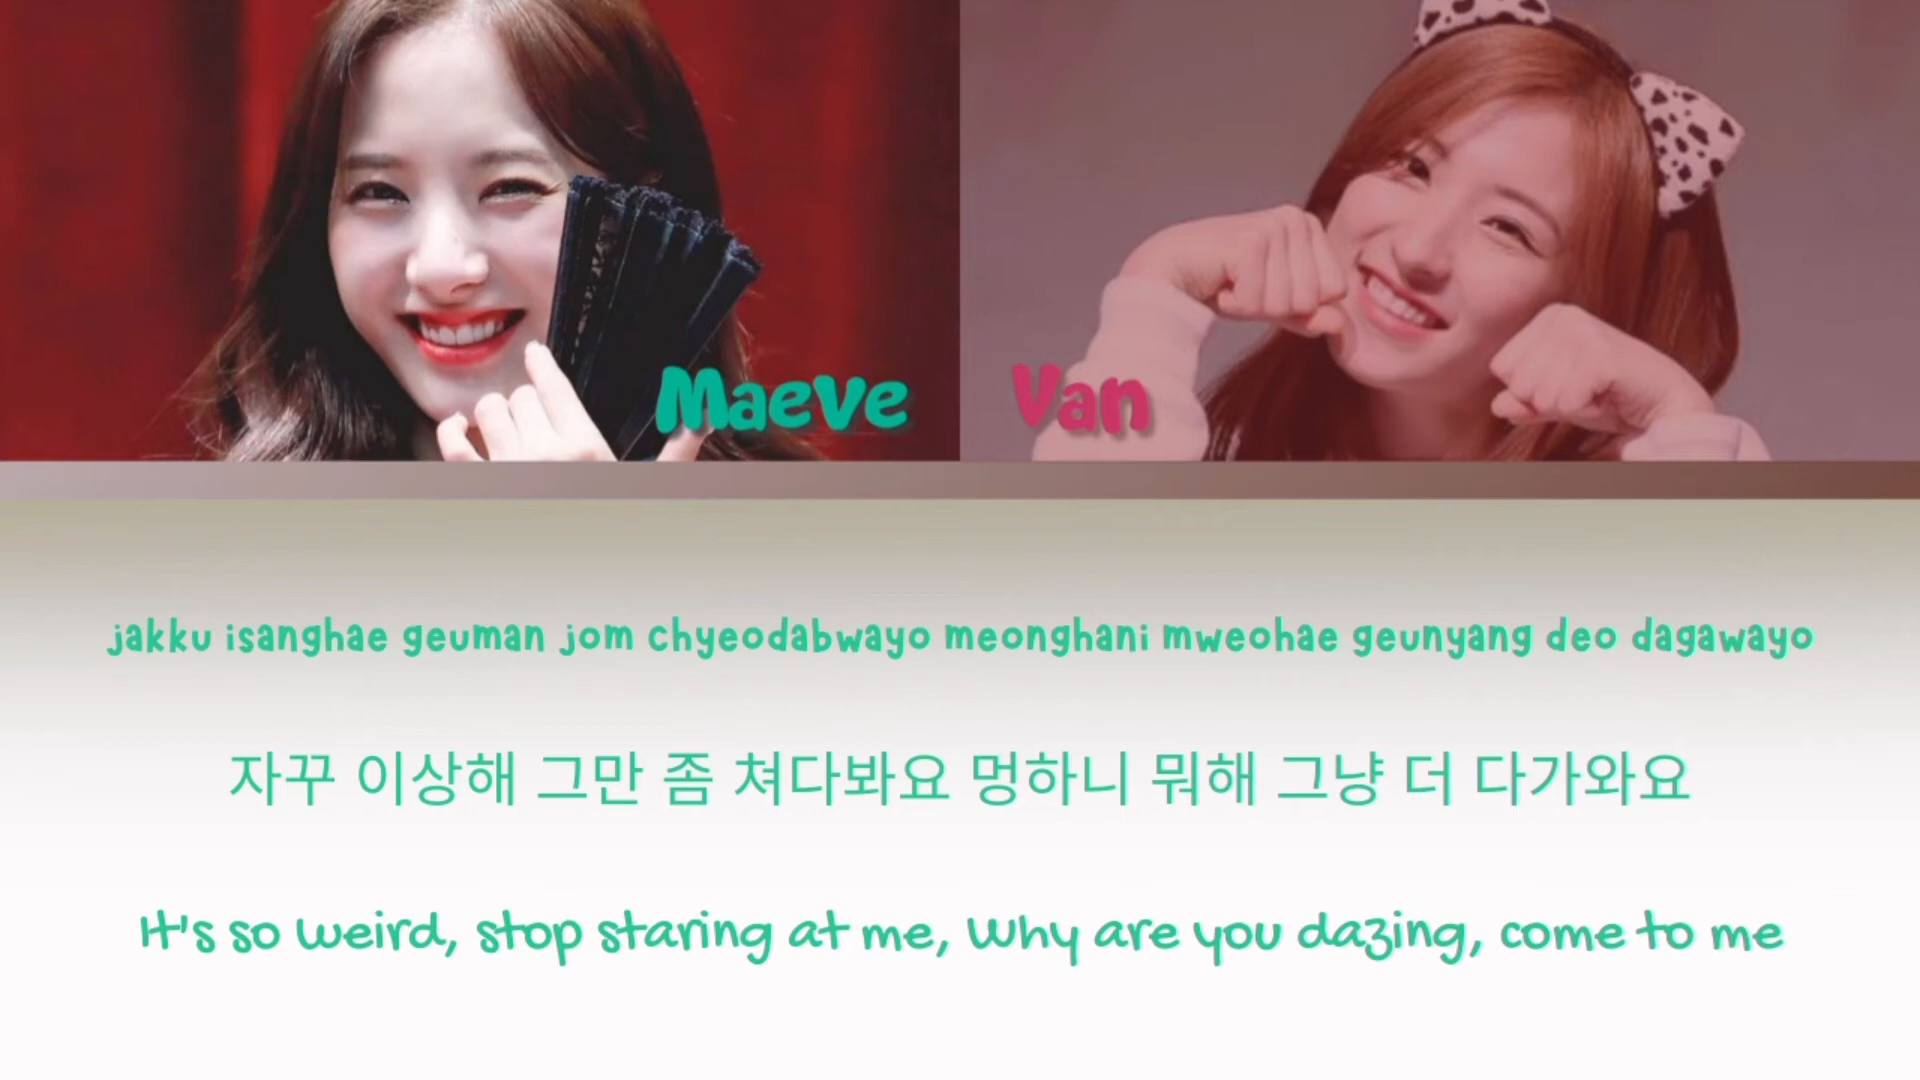 Maeve
Van
jakku isanghae geuman jom chyeodabwayo meonghani mweohae geunyang deo dagawayo
자꾸 이상해 그만 좀 쳐다봐요 멍하니 뭐해 그냥 더 다가와요
It's so weird, stop staring at me, Why are you dazing, come to me